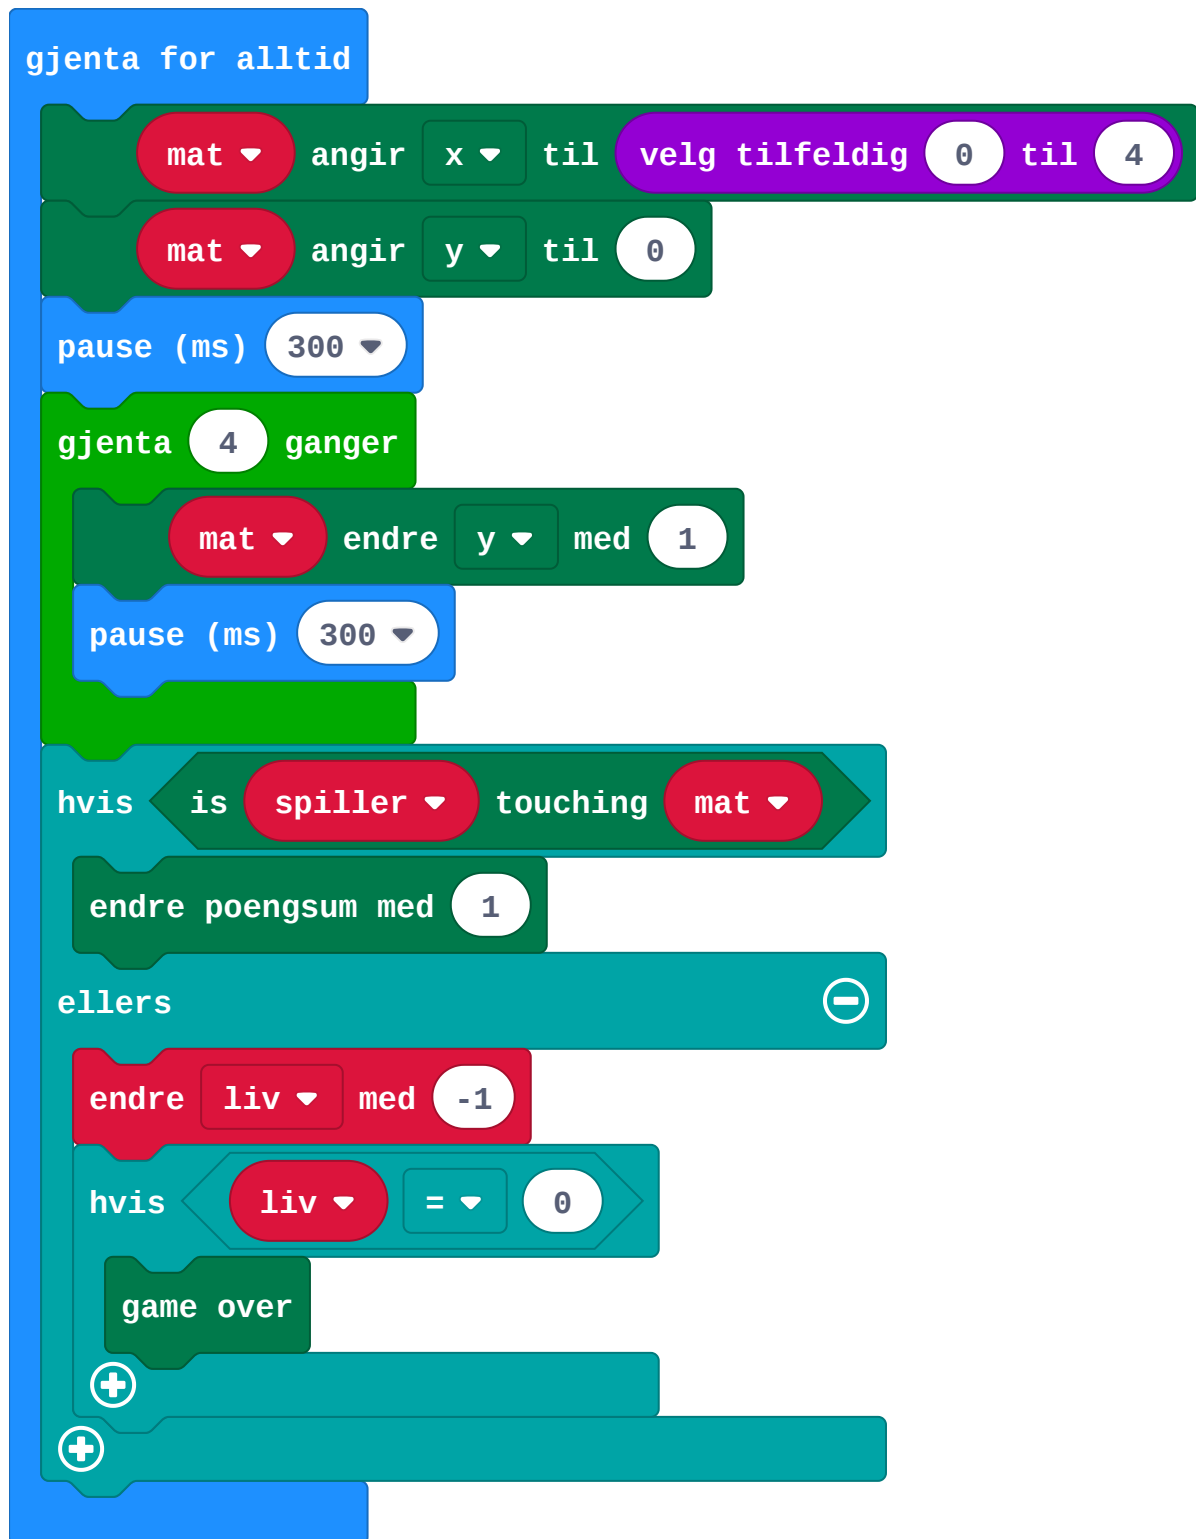 gjenta for alltid
mat angir x til velg tilfeldig 0 til 4
mat angir y til 0
pause (ms) 300
gjenta 4 ganger
mat endre y med 1
pause (ms) 300
hvis is spiller touching mat
endre poengsum med 1
ellers
endre liv med -1
hvis liv = 0
game over